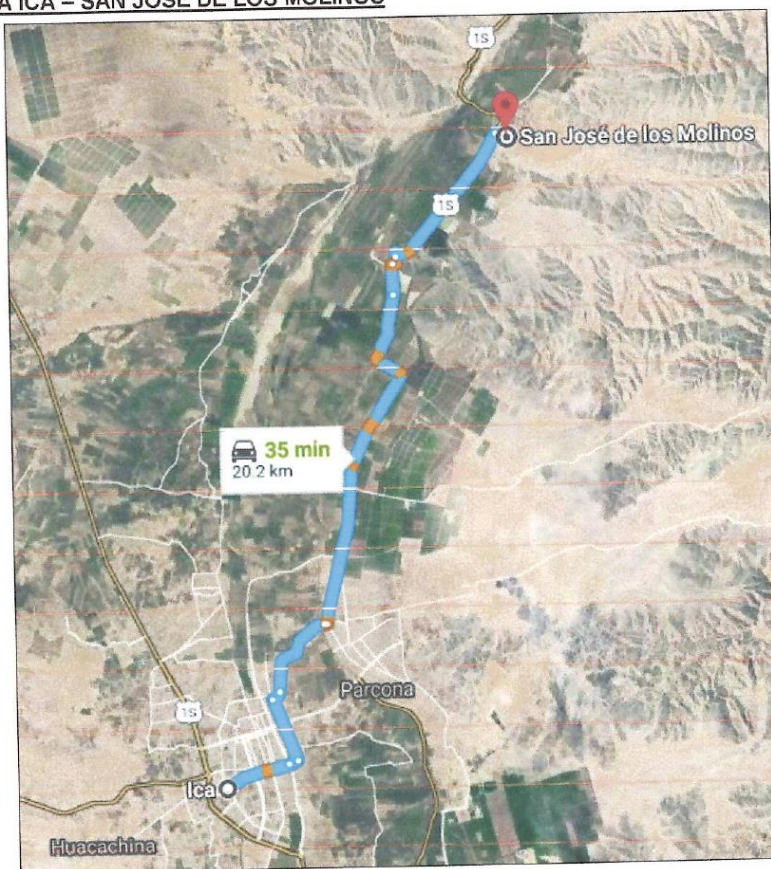 A ICA – SAN JOSÉ DE LOS MOLINOS
1S
San José de los Molinos
1S
35 min
20.2 km
Parcona
1S
Ica
Huacachina